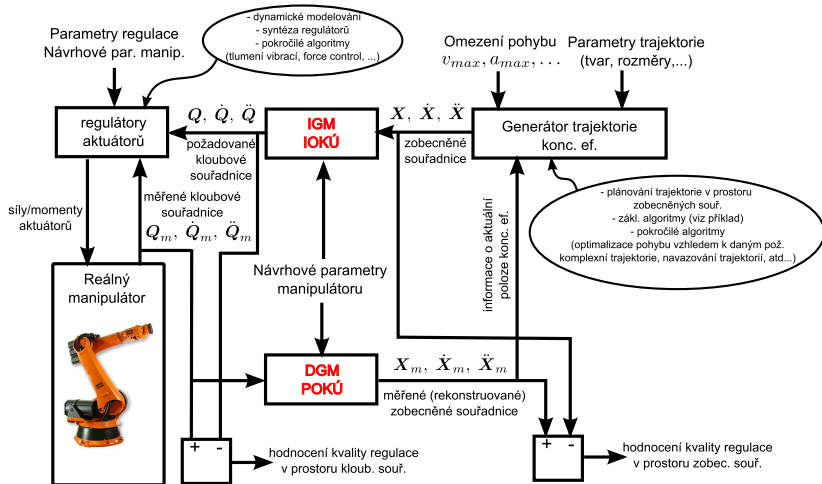 - dynamické modelování
- syntéza regulátorů
- pokročilé algoritmy
(tlumení vibrací, force control, ...)
Parametry regulace
Návrhové par. manip.
Omezení pohybu
v_max, a_max, …
Parametry trajektorie
(tvar, rozměry,...)
regulátory
aktuátorů
Q, Q̇, Q̈
požadované
kloubové
souřadnice
IGM
IOKÚ
X, Ẋ, Ẍ
zobecněné
souřadnice
Generátor trajektorie
konc. ef.
síly/momenty
aktuátorů
měřené kloubové
souřadnice
Q_m, Q̇_m, Q̈_m
- plánování trajektorie v prostoru
zobecněných souř.
- zákl. algoritmy (viz příklad)
- pokročilé algoritmy
(optimalizace pohybu vzhledem k daným pož.
komplexní trajektorie, navazování trajektorií, atd...)
informace o aktuální
poloze konc. ef.
Návrhové parametry
manipulátoru
Reálný
manipulátor
DGM
POKÚ
X_m, Ẋ_m, Ẍ_m
měřené (rekonstruované)
zobecněné souřadnice
+ -
hodnocení kvality regulace
v prostoru kloub. souř.
+ -
hodnocení kvality regulace
v prostoru zobec. souř.